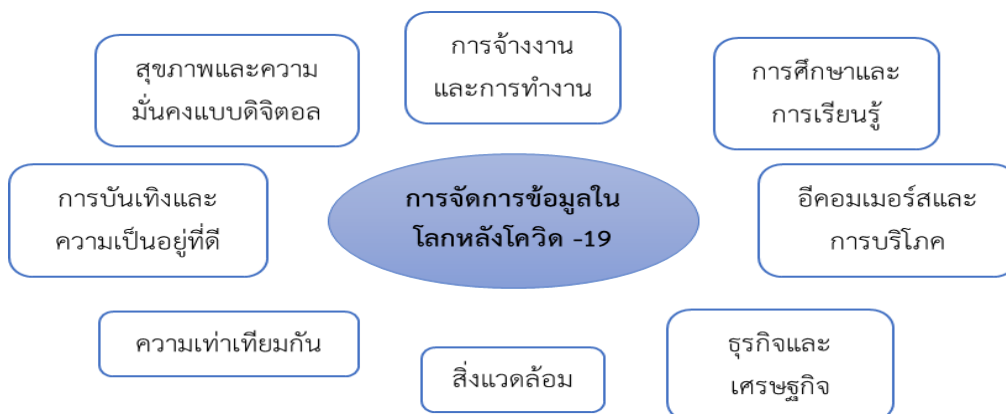 การจ้างงาน
และการทำงาน
สุขภาพและความ
มั่นคงแบบดิจิตอล
การศึกษาและ
การเรียนรู้
การบันเทิงและ
ความเป็นอยู่ที่ดี
การจัดการข้อมูลใน
โลกหลังโควิด -19
อีคอมเมอร์สและ
การบริโภค
ความเท่าเทียมกัน
สิ่งแวดล้อม
ธุรกิจและ
เศรษฐกิจ